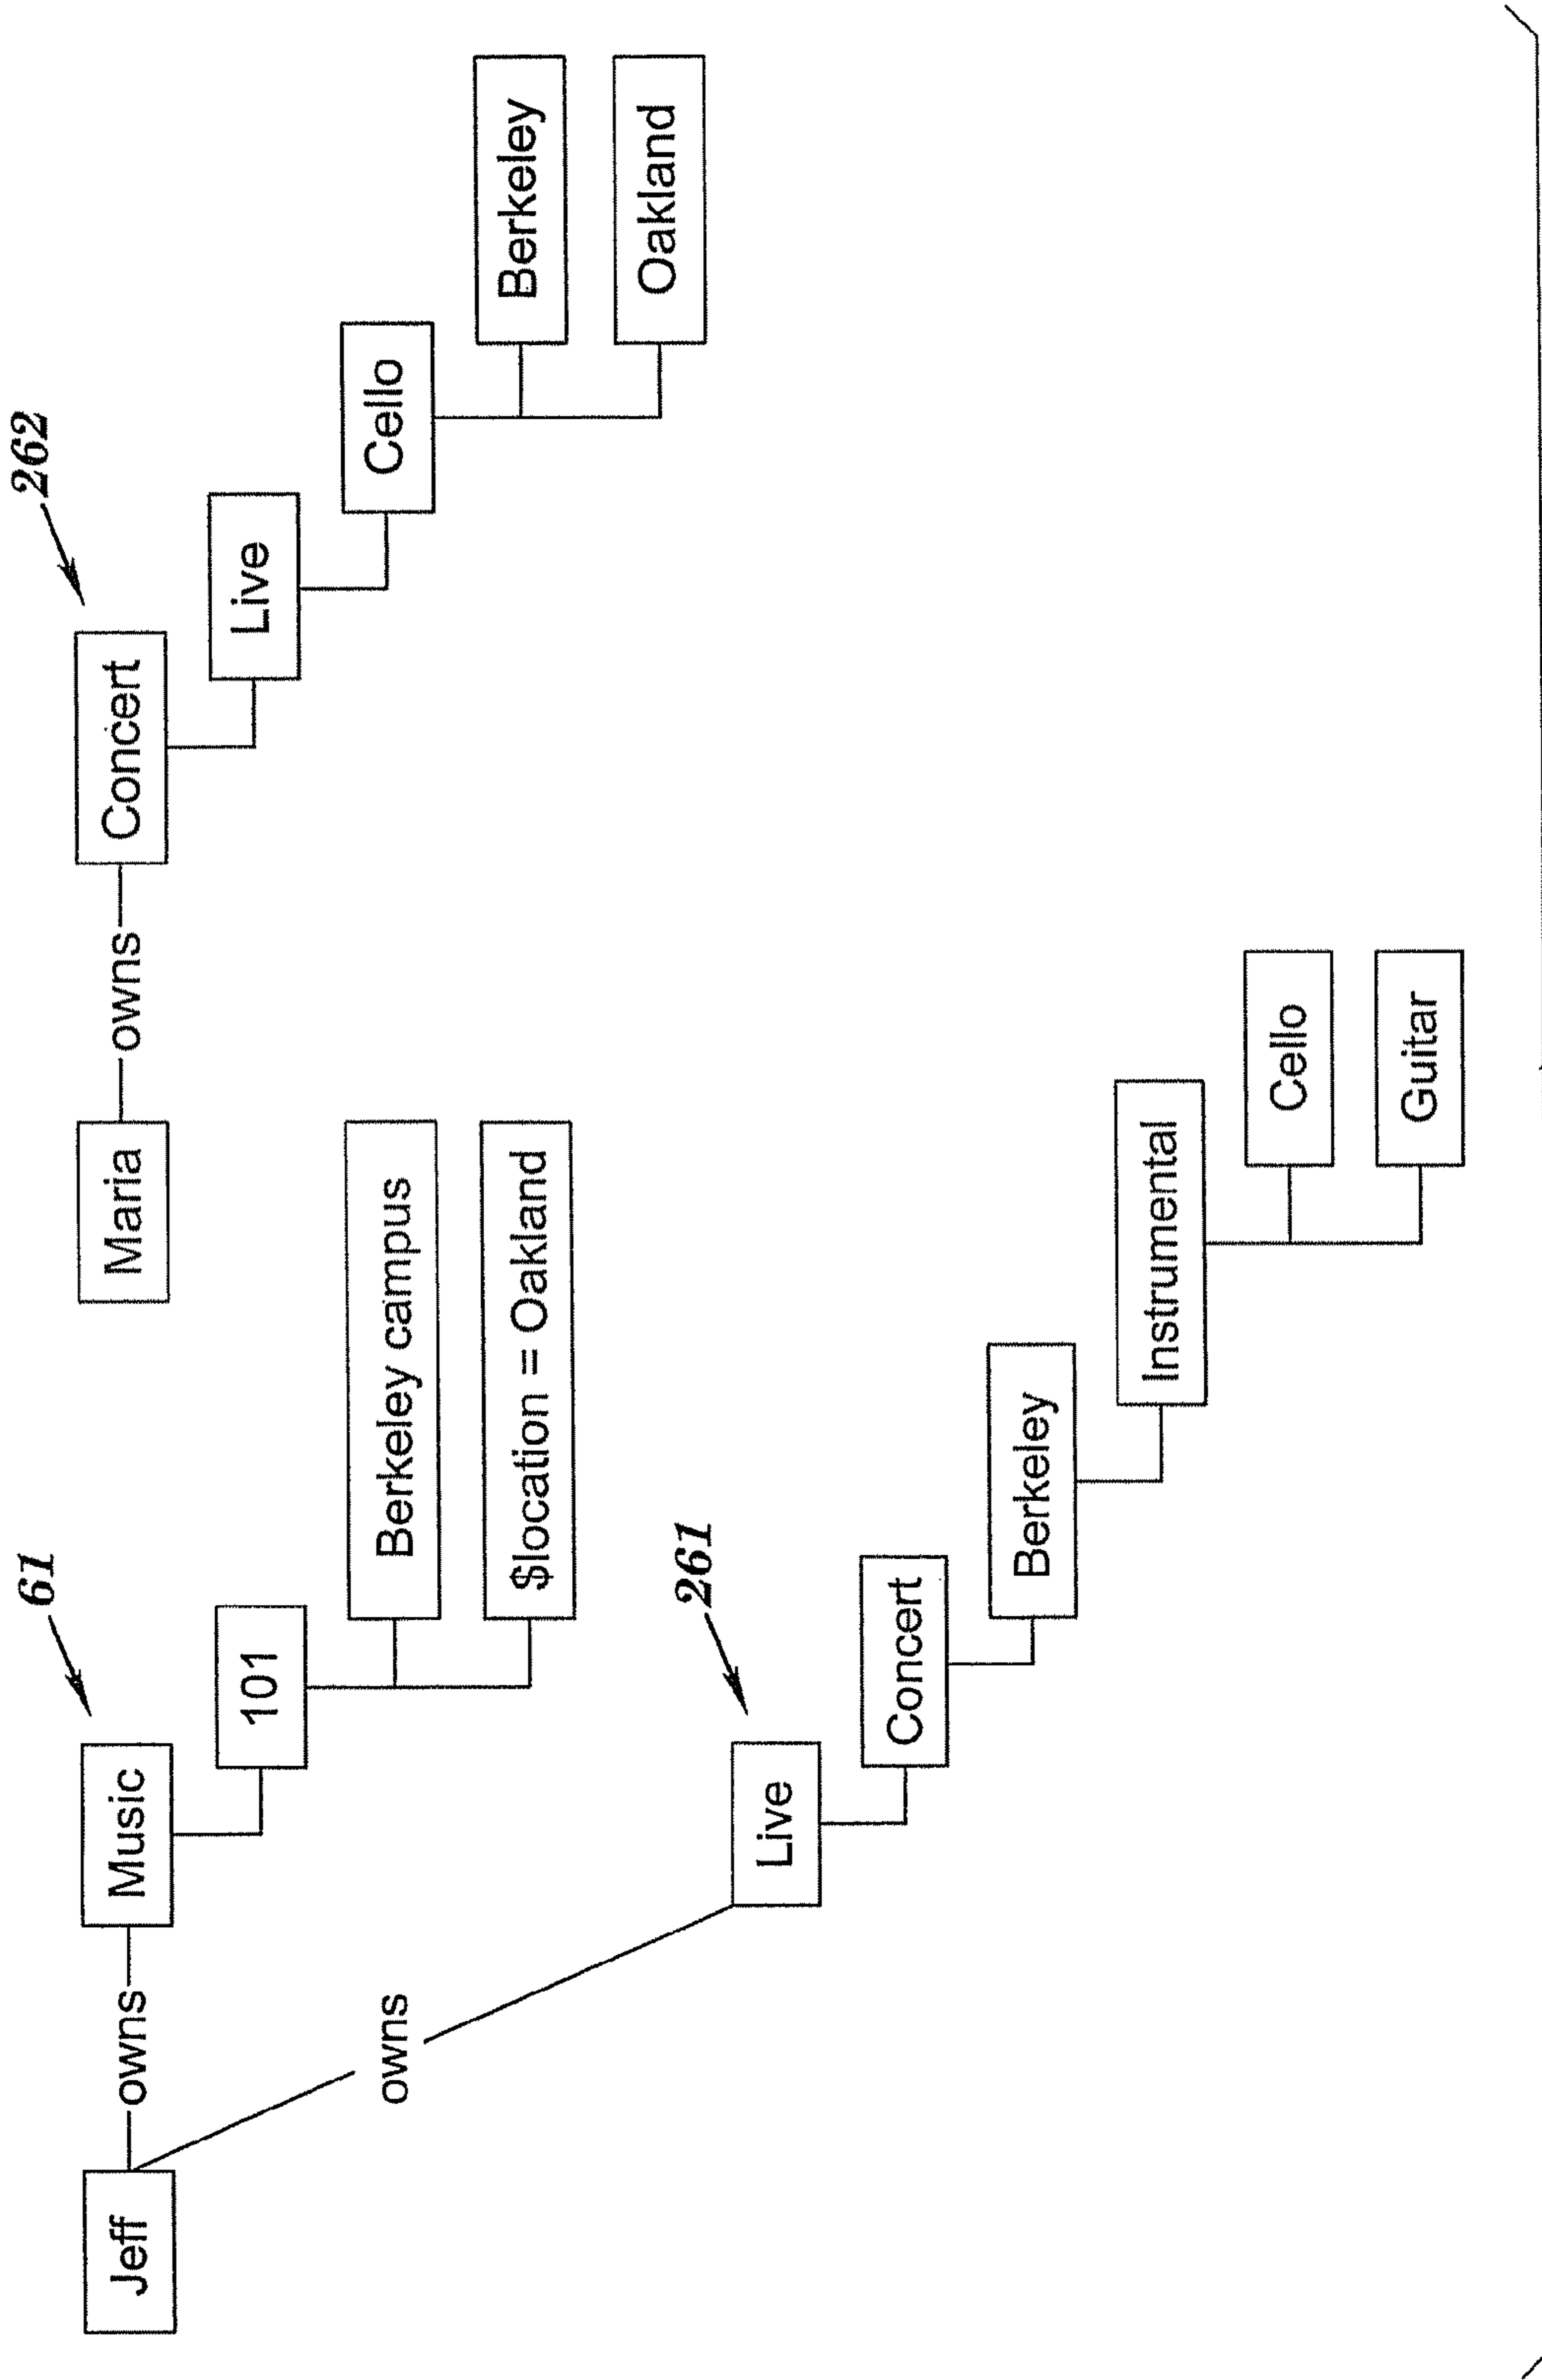 61
262
Jeff
owns
Music
Maria
owns
Concert
101
Live
Berkeley campus
Cello
$location = Oakland
Berkeley
Oakland
owns
261
Live
Concert
Berkeley
Instrumental
Cello
Guitar